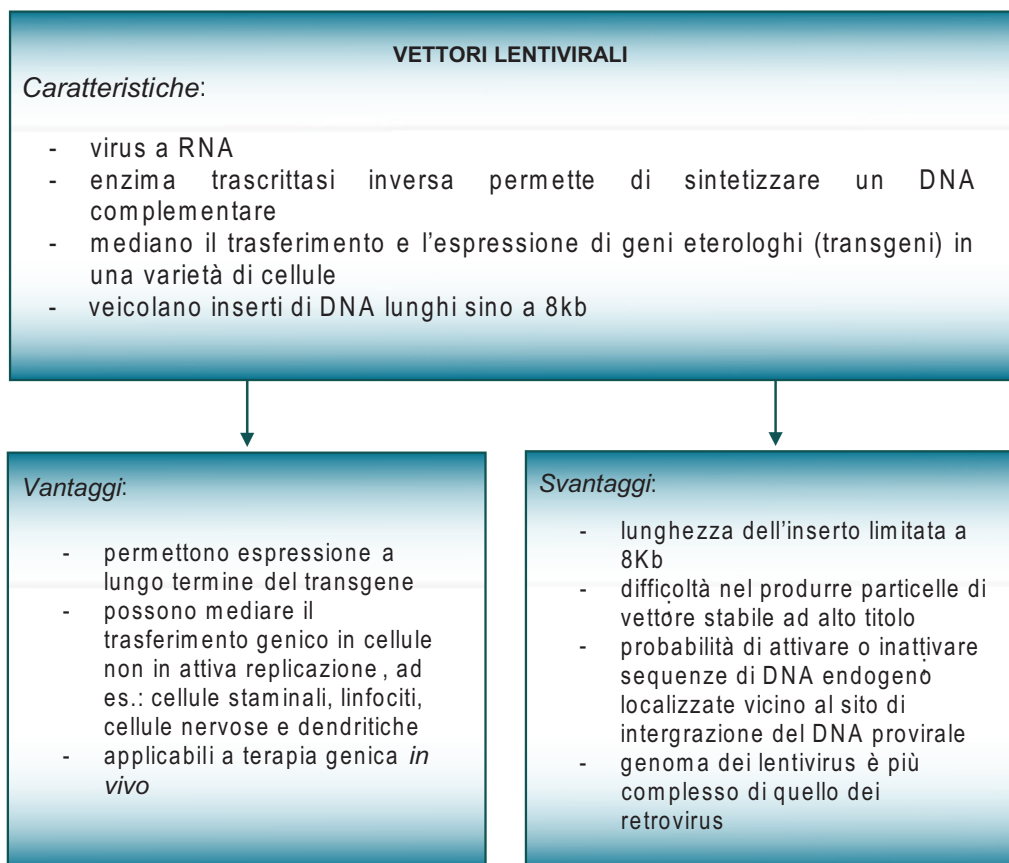 VETTORI LENTIVIRALI
Caratteristiche:
- virus a RNA
- enzima trascrittasi inversa permette di sintetizzare un DNA
complementare
- mediano il trasferimento e l'espressione di geni eterologhi (transgeni) in
una varietà di cellule
- veicolano inserti di DNA lunghi sino a 8kb
Vantaggi:
- permettono espressione a
lungo termine del transgene
- possono mediare il
trasferimento genico in cellule
non in attiva replicazione , ad
es.: cellule staminali, linfociti,
cellule nervose e dendritiche
- applicabili a terapia genica in
vivo
Svantaggi:
- lunghezza dell'inserto limitata a
8Kb
- difficoltà nel produrre particelle di
vettore stabile ad alto titolo
- probabilità di attivare o inattivare
sequenze di DNA endogeno
localizzate vicino al sito di
intergrazione del DNA provirale
- genoma dei lentivirus è più
complesso di quello dei
retrovirus